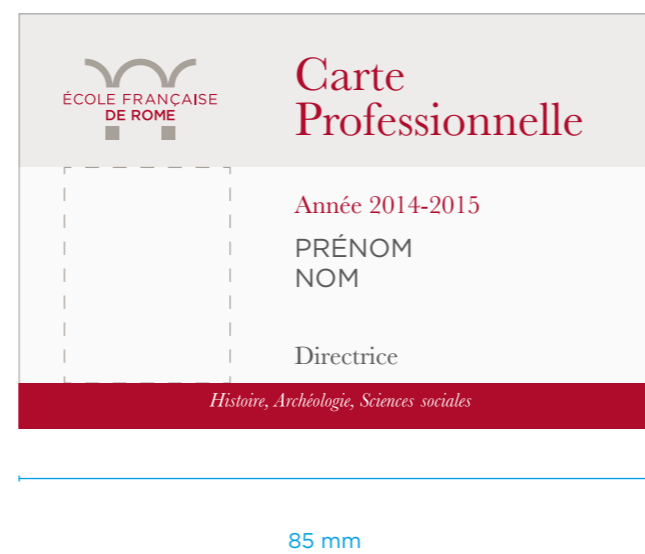 ÉCOLE FRANÇAISE
DE ROME
Carte
Professionnelle
Année 2014-2015
PRÉNOM
NOM
Directrice
Histoire, Archéologie, Sciences sociales
85 mm